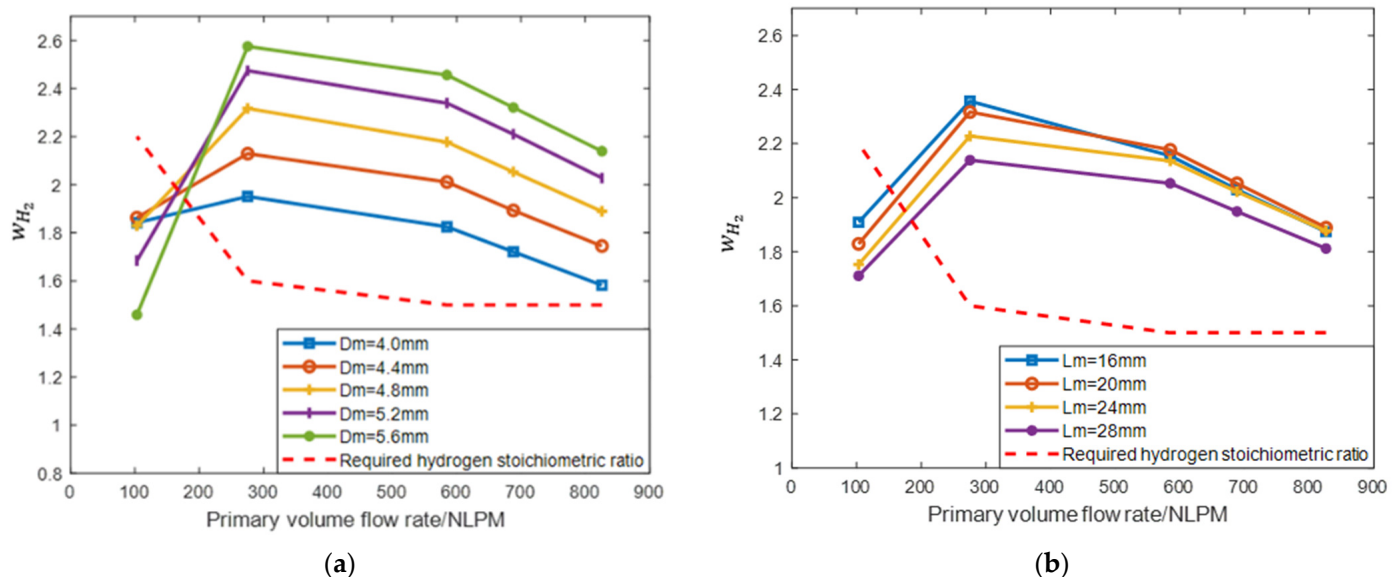 2.6
2.4
2.2
2
1.8
1.6
1.4
1.2
1
0.8
w_{H_2}
Dm=4.0mm
Dm=4.4mm
Dm=4.8mm
Dm=5.2mm
Dm=5.6mm
Required hydrogen stoichiometric ratio
0 100 200 300 400 500 600 700 800 900
Primary volume flow rate/NLPM
(a)
2.6
2.4
2.2
2
1.8
1.6
1.4
1.2
1
w_{H_2}
Lm=16mm
Lm=20mm
Lm=24mm
Lm=28mm
Required hydrogen stoichiometric ratio
0 100 200 300 400 500 600 700 800 900
Primary volume flow rate/NLPM
(b)